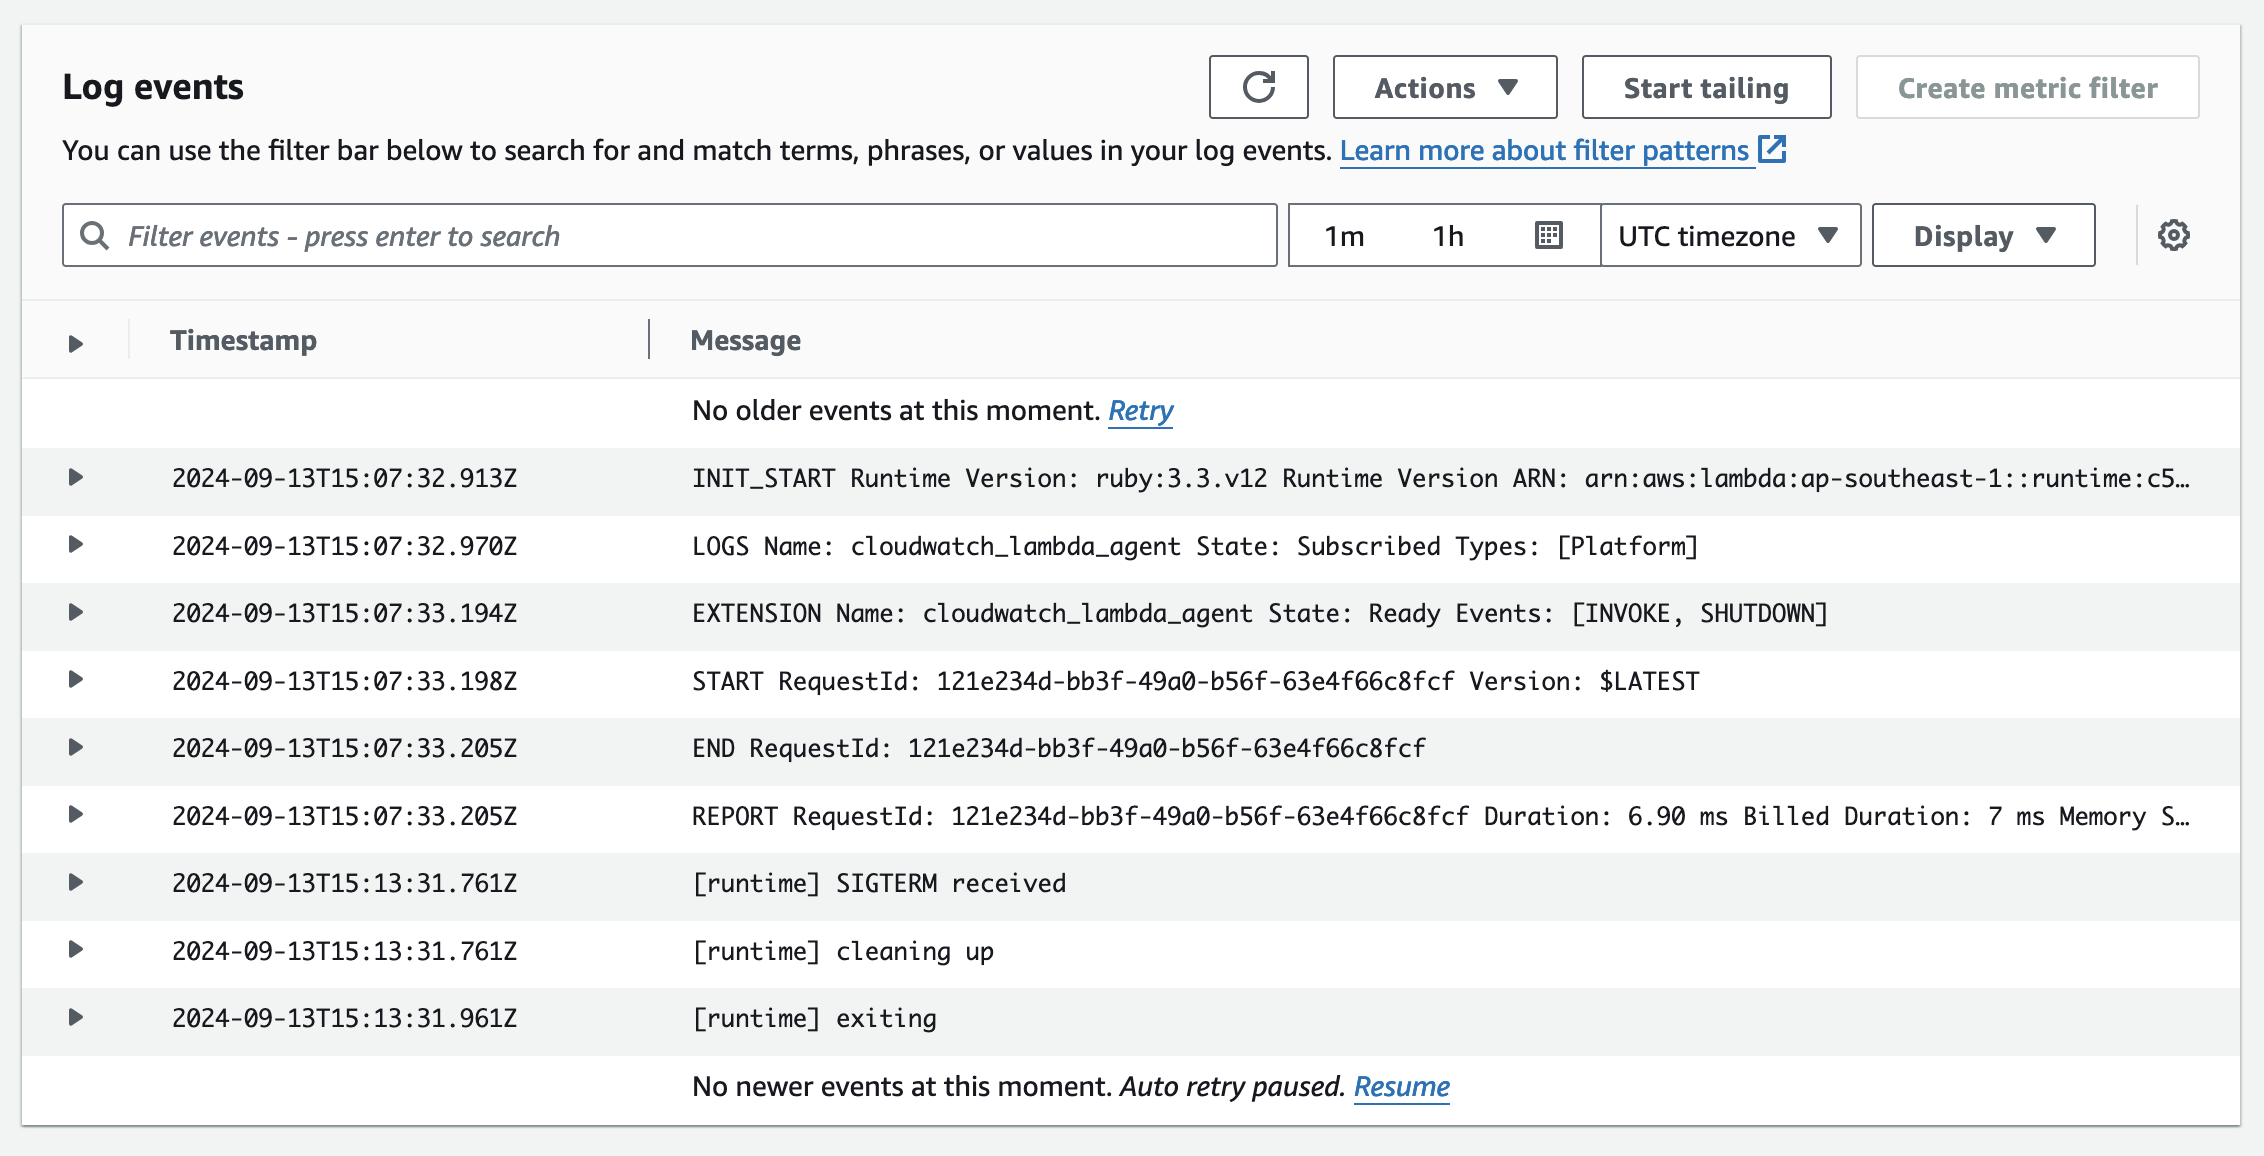 Log events
Actions
Start tailing
Create metric filter
You can use the filter bar below to search for and match terms, phrases, or values in your log events. Learn more about filter patterns
Filter events - press enter to search
1m
1h
UTC timezone
Display
Timestamp
Message
No older events at this moment. Retry
2024-09-13T15:07:32.913Z INIT_START Runtime Version: ruby:3.3.v12 Runtime Version ARN: arn:aws:lambda:ap-southeast-1::runtime:c5…
2024-09-13T15:07:32.970Z LOGS Name: cloudwatch_lambda_agent State: Subscribed Types: [Platform]
2024-09-13T15:07:33.194Z EXTENSION Name: cloudwatch_lambda_agent State: Ready Events: [INVOKE, SHUTDOWN]
2024-09-13T15:07:33.198Z START RequestId: 121e234d-bb3f-49a0-b56f-63e4f66c8fcf Version: $LATEST
2024-09-13T15:07:33.205Z END RequestId: 121e234d-bb3f-49a0-b56f-63e4f66c8fcf
2024-09-13T15:07:33.205Z REPORT RequestId: 121e234d-bb3f-49a0-b56f-63e4f66c8fcf Duration: 6.90 ms Billed Duration: 7 ms Memory S…
2024-09-13T15:13:31.761Z [runtime] SIGTERM received
2024-09-13T15:13:31.761Z [runtime] cleaning up
2024-09-13T15:13:31.961Z [runtime] exiting
No newer events at this moment. Auto retry paused. Resume